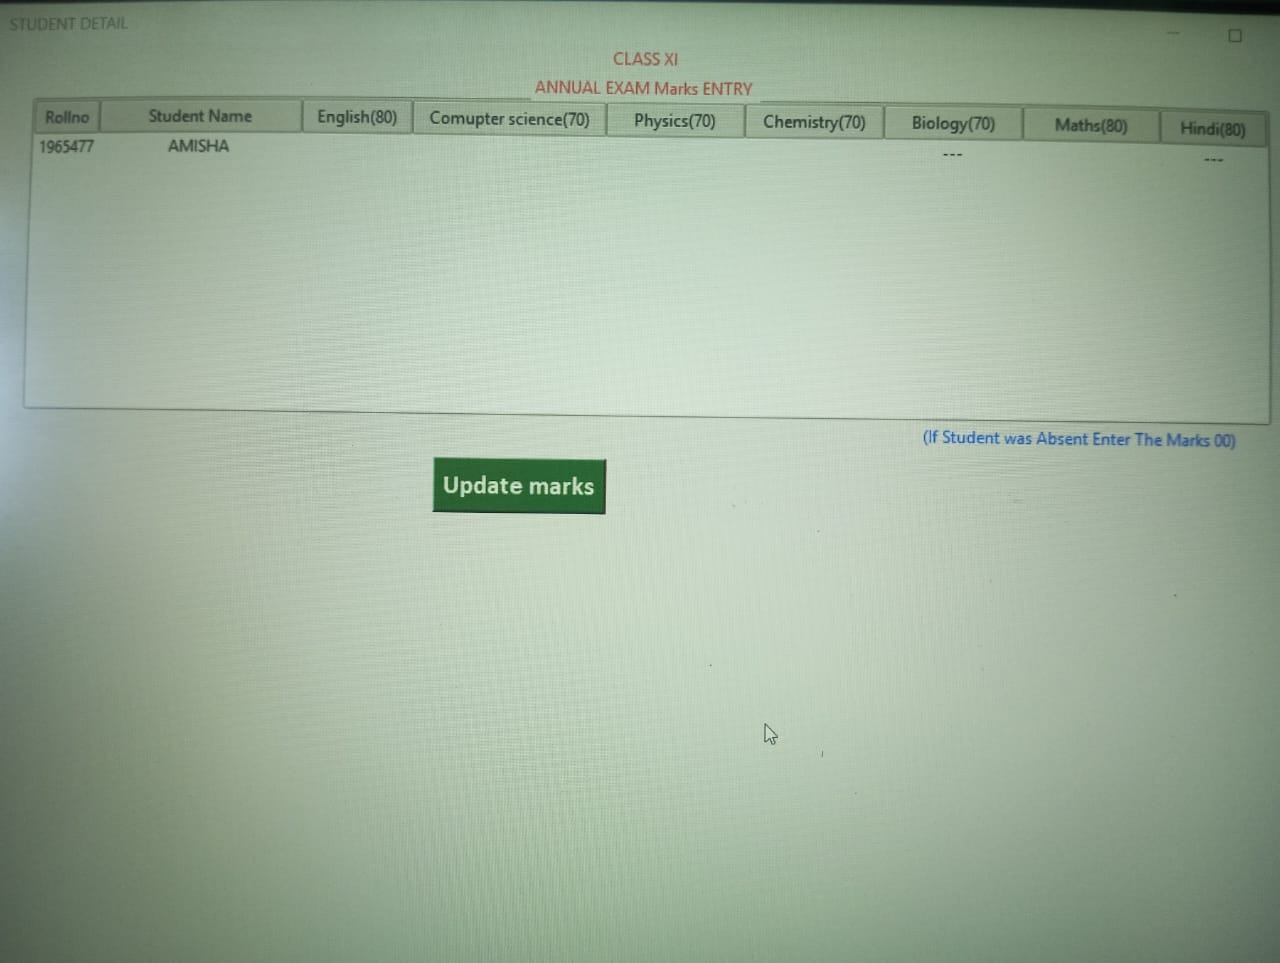 STUDENT DETAIL
CLASS XI
ANNUAL EXAM Marks ENTRY
Rollno Student Name English(80) Comupter science(70) Physics(70) Chemistry(70) Biology(70) Maths(80) Hindi(80)
1965477 AMISHA --- ---
(If Student was Absent Enter The Marks 00)
Update marks